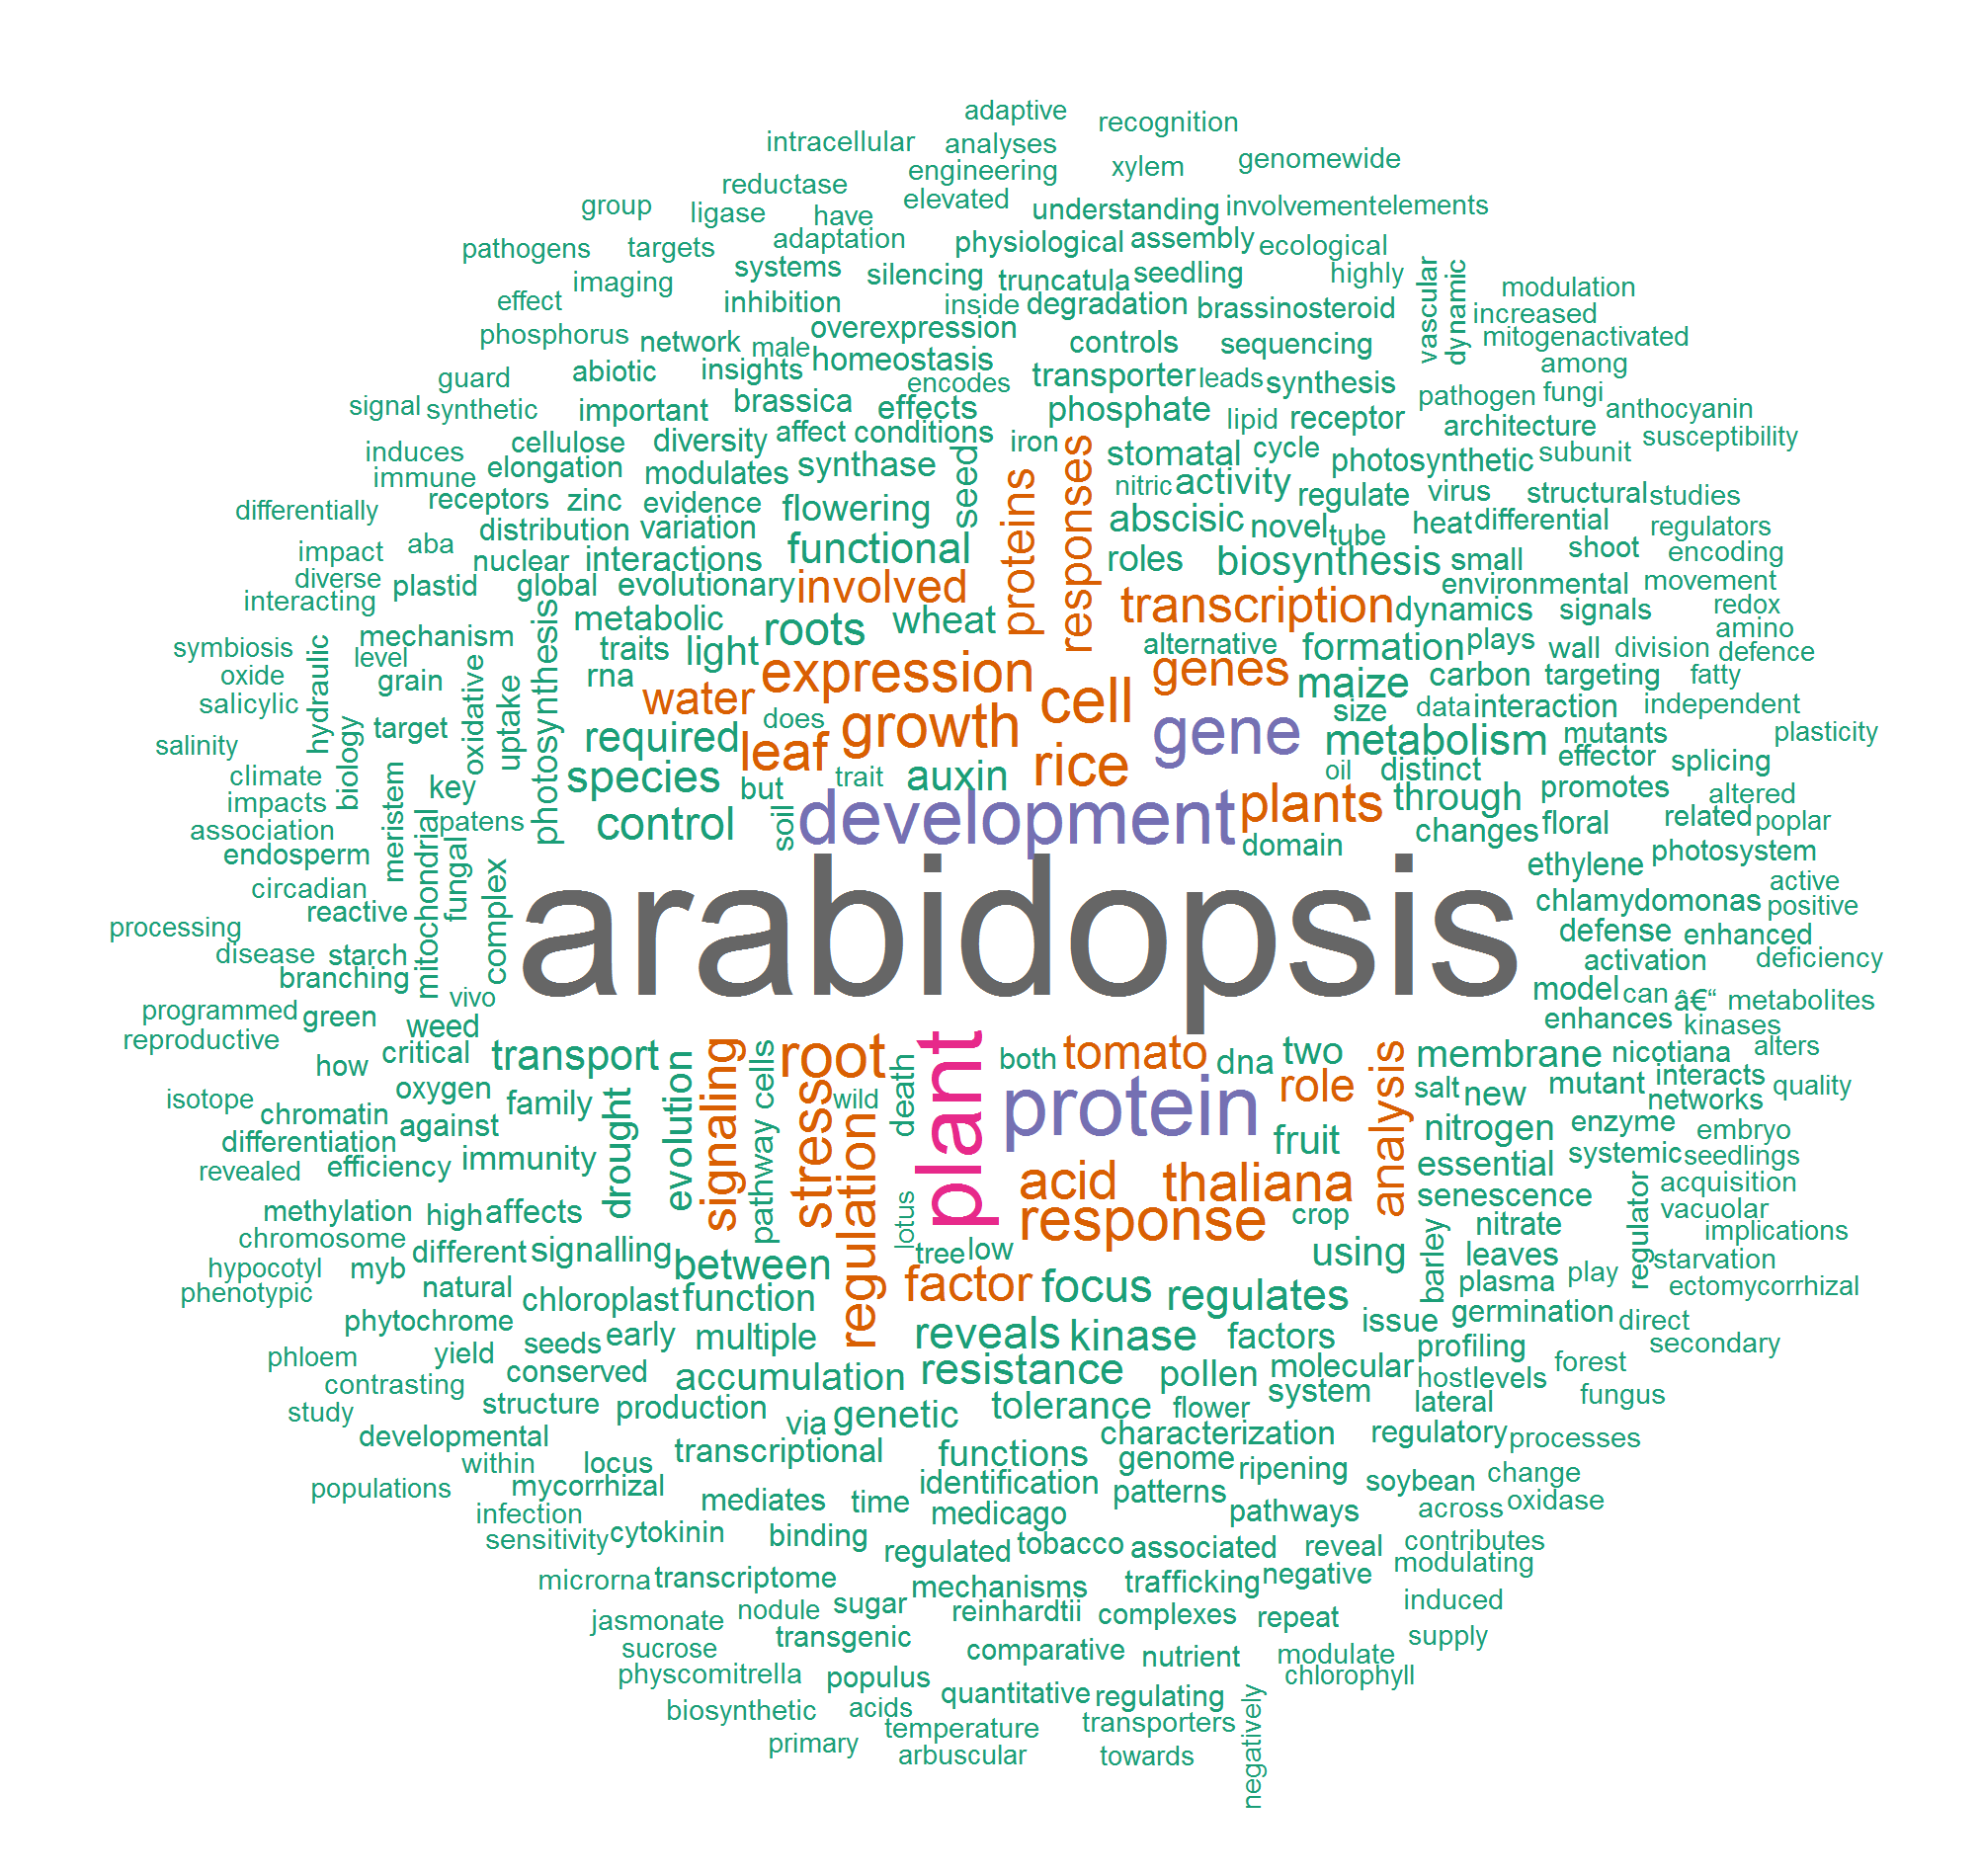 adaptive
recognition
intracellular
analyses
genomewide
engineering
xylem
reductase
elevated
group
ligase
have
understanding
involvement
elements
pathogens
targets
adaptation
physiological
assembly
ecological
systems
silencing
truncatula
seedling
highly
vascular
dynamic
imaging
effect
inhibition
inside
degradation
brassinosteroid
modulation
increased
phosphorus
network
male
overexpression
controls
sequencing
mitogenactivated
guard
abiotic
insights
homeostasis
encodes
transporter
leads
synthesis
among
signal
synthetic
important
brassica
effects
phosphate
lipid
receptor
pathogen
fungi
anthocyanin
induces
cellulose
diversity
affect
conditions
iron
stomatal
cycle
architecture
susceptibility
immune
elongation
modulates
synthase
seed
proteins
responses
photosynthetic
subunit
differentially
receptors
zinc
evidence
flowering
nitric
activity
regulate
virus
structural
studies
impact
aba
distribution
variation
abscisic
novel
tube
heat
differential
regulators
diverse
nuclear
interactions
functional
roles
biosynthesis
small
shoot
encoding
interacting
plastid
global
evolutionary
involved
transcription
environmental
movement
symbiosis
mechanism
photosynthesis
metabolic
roots
wheat
dynamics
signals
redox
oxide
level
hydraulic
traits
light
alternative
formation
plays
wall
division
amino
defence
salicylic
grain
oxidative
uptake
rna
expression
cell
genes
maize
carbon
targeting
fatty
salinity
target
biology
water
does
growth
gene
size
data
interaction
independent
climate
meristem
key
required
leaf
rice
metabolism
mutants
plasticity
impacts
species
but
trait
auxin
oil
distinct
effector
splicing
association
mitochondrial
patens
control
soil
development
plants
through
promotes
altered
endosperm
fungal
complex
domain
changes
floral
related
poplar
circadian
arabidopsis
ethylene
photosystem
reactive
chlamydomonas
active
positive
processing
disease
starch
defense
enhanced
branching
activation
deficiency
programmed
vivo
model
can
â€“
metabolites
reproductive
green
weed
enhances
kinases
how
critical
transport
evolution
signaling
pathway
cells
root
death
plant
both
tomato
dna
two
analysis
membrane
nicotiana
alters
isotope
oxygen
family
drought
stress
wild
regulation
protein
role
salt
new
mutant
interacts
networks
quality
chromatin
against
fruit
nitrogen
enzyme
embryo
differentiation
efficiency
immunity
acid
thaliana
essential
systemic
seedlings
revealed
methylation
high
affects
lotus
response
crop
senescence
regulator
acquisition
vacuolar
chromosome
different
signalling
between
tree
low
using
barley
nitrate
leaves
implications
hypocotyl
myb
natural
chloroplast
function
factor
focus
regulates
plasma
play
starvation
ectomycorrhizal
phenotypic
phytochrome
seeds
early
multiple
reveals
kinase
factors
issue
germination
direct
phloem
yield
conserved
accumulation
resistance
pollen
molecular
profiling
secondary
contrasting
host
levels
forest
study
structure
production
via
genetic
tolerance
flower
system
lateral
fungus
developmental
transcriptional
functions
characterization
regulatory
processes
within
locus
genome
ripening
populations
mycorrhizal
identification
patterns
soybean
change
infection
mediates
time
medicago
pathways
across
oxidase
sensitivity
cytokinin
binding
regulated
tobacco
associated
reveal
contributes
microrna
transcriptome
mechanisms
trafficking
negative
modulating
jasmonate
nodule
sugar
reinhardtii
complexes
repeat
induced
sucrose
transgenic
comparative
nutrient
modulate
supply
physcomitrella
populus
quantitative
regulating
chlorophyll
biosynthetic
acids
temperature
transporters
negatively
primary
arbuscular
towards